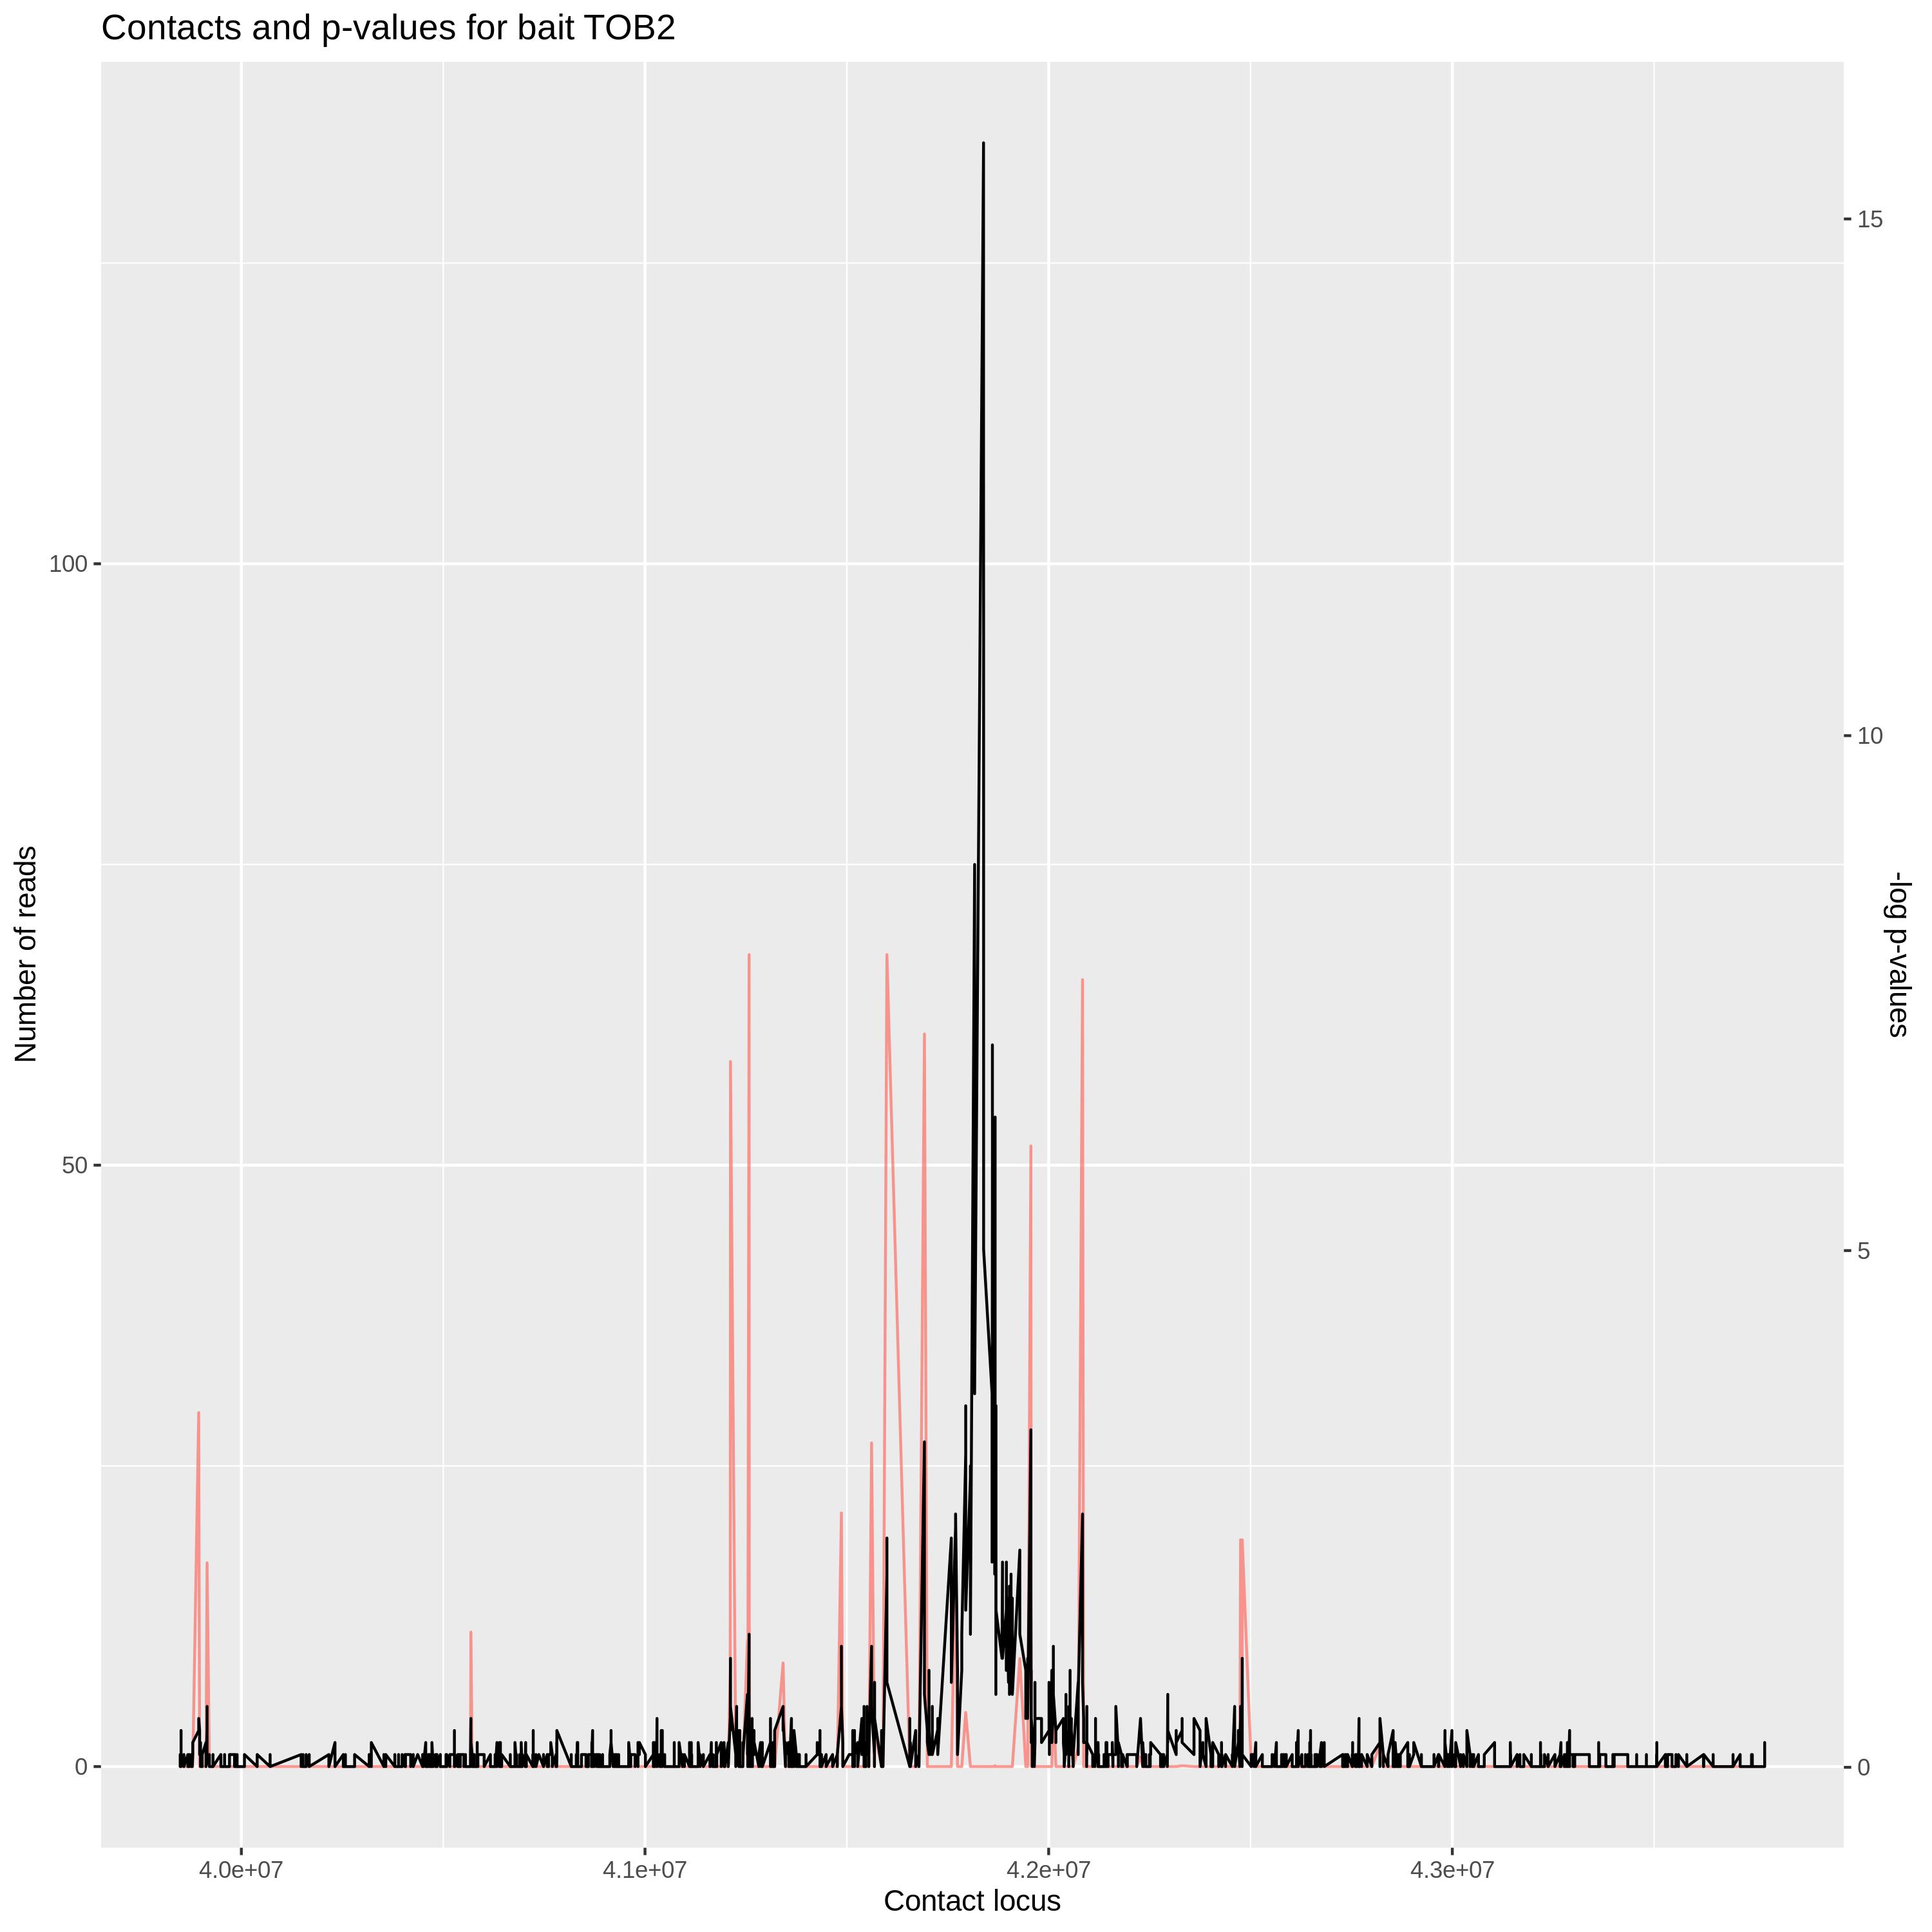 Contacts and p-values for bait TOB2
Number of reads
100
50
0
15
10
5
0
-log p-values
4.0e+07
4.1e+07
4.2e+07
4.3e+07
Contact locus